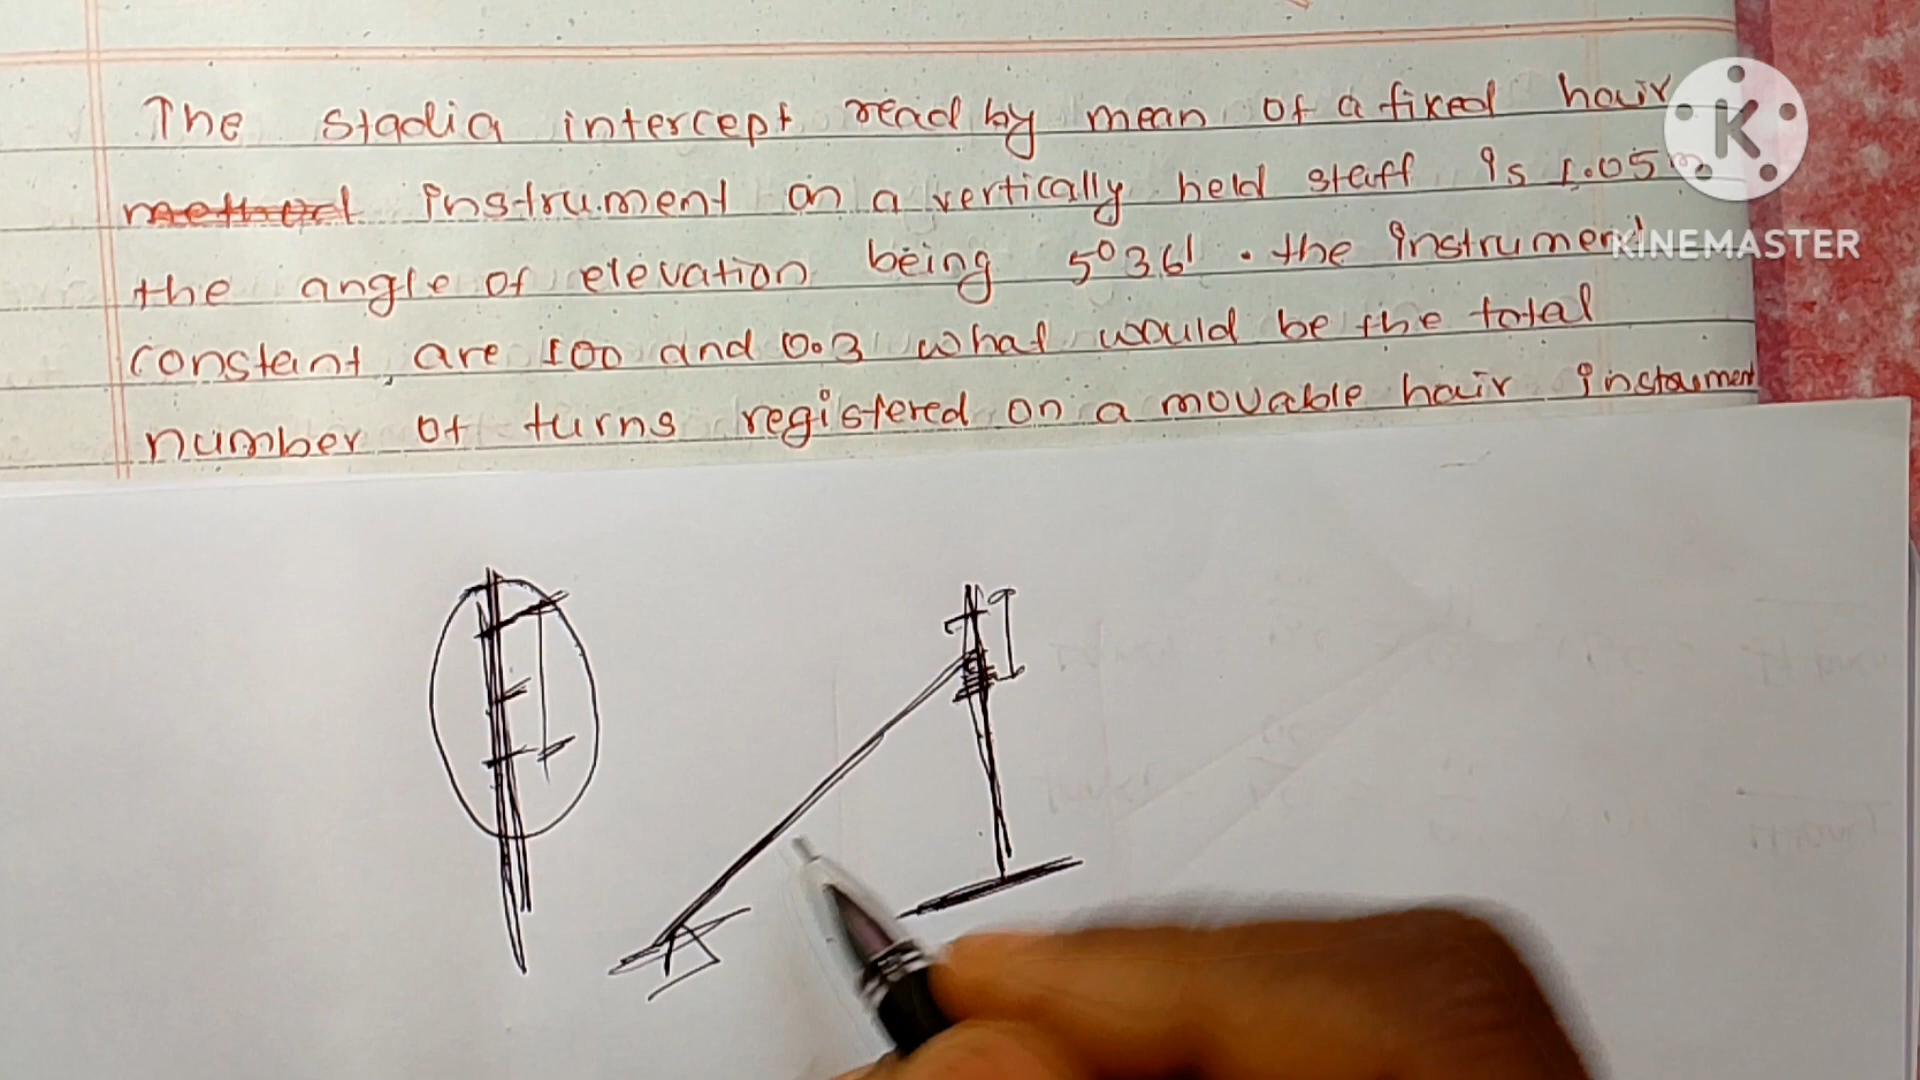 The stadia intercept read by mean of a fixed hair
instrument on a vertically held staff is 1.05 m
the angle of elevation being 5°36'. the instrument
constant, are 100 and 0.3 what would be the total
number of turns registered on a movable hair instrument
K
KINEMASTER